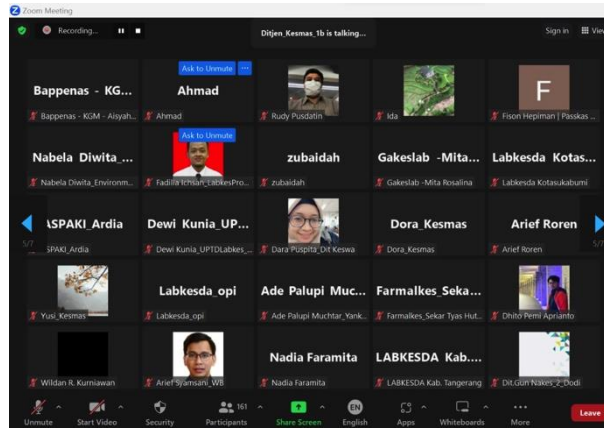 Zoom Meeting
Recording...
Ditjen_Kesmas_1b is talking...
Sign in
View
Ask to Unmute
Bappenas - KG...
Ahmad
F
Bappenas - KGM - Aisyah...
Ahmad
Rudy Pusdatin
Ida
Fison Hepiman | Passkas ...
Ask to Unmute
Nabela Diwita_...
zubaidah
Gakeslab -Mita...
Labkesda Kotas...
Nabela Diwita_Environm...
Fadilla Ichsan_LabkesPro...
zubaidah
Gakeslab -Mita Rosalina
Labkesda Kotasukabumi
ASPAKI_Ardia
Dewi Kunia_UP...
Dora_Kesmas
Arief Roren
5/7
5/7
SPAKI_Ardia
Dewi Kunia_UPTDLabkes_...
Dara Puspita_Dit Keswa
Dora_Kesmas
Arief Roren
Labkesda_opi
Ade Palupi Muc...
Farmalkes_Seka...
Yusi_Kesmas
Labkesda_opi
Ade Palupi Muchtar_Yank...
Farmalkes_Sekar Tyas Hut...
Dhito Pemi Aprianto
Nadia Faramita
LABKESDA Kab....
Wildan R. Kurniawan
Arief Sjamsani_WB
Nadia Faramita
LABKESDA Kab. Tangerang
Dit.Gun Nakes_2_Dodi
161
EN
Unmute
Start Video
Security
Participants
Share Screen
English
Apps
Whiteboards
More
Leave